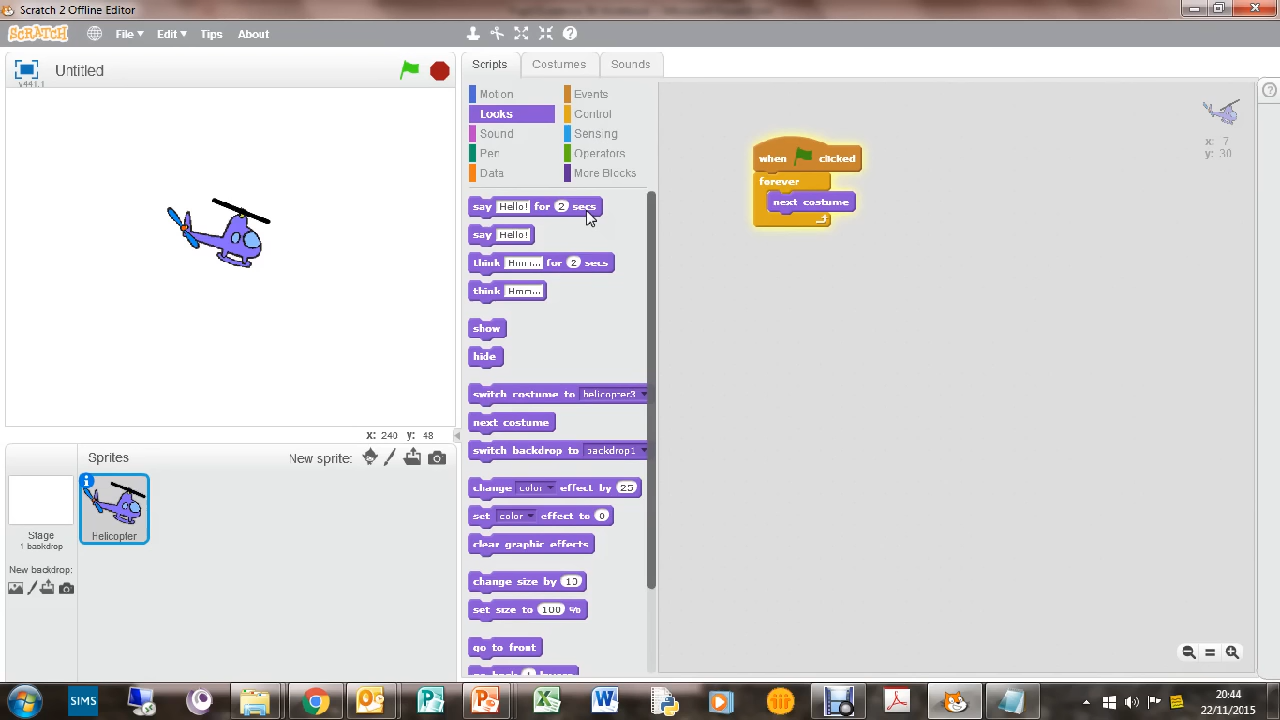 Scratch 2 Offline Editor
SCRATCH File Edit Tips About
Untitled
v441.1
Scripts Costumes Sounds
Motion Events
Looks Control
Sound Sensing
Pen Operators
Data More Blocks
say Hello! for 2 secs
say Hello!
think Hmm... for 2 secs
think Hmm...
show
hide
switch costume to helicopter3
next costume
switch backdrop to backdrop1
change color effect by 25
set color effect to 0
clear graphic effects
change size by 10
set size to 100 %
go to front
when clicked
forever
next costume
x: 7
y: 30
x: 240 y: 48
Sprites New sprite:
Stage
1 backdrop
New backdrop:
Helicopter
SIMS
20:44
22/11/2015